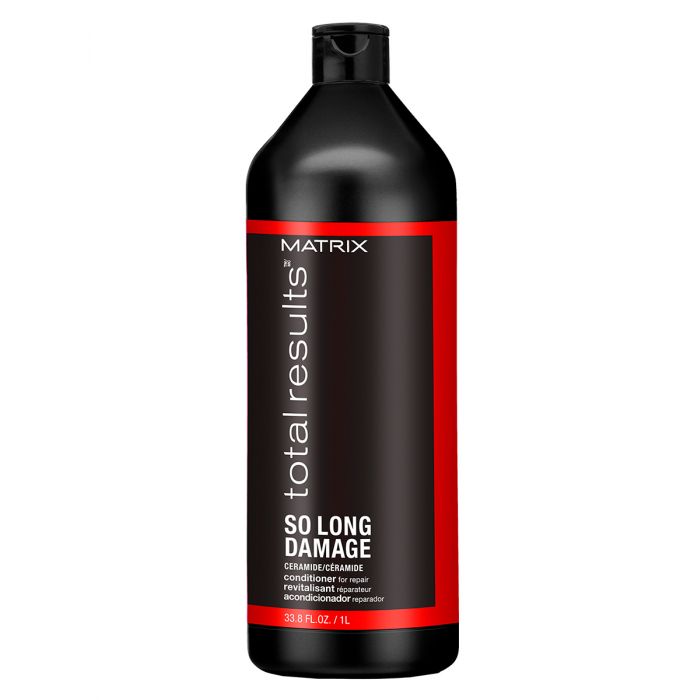 MATRIX
total results™
SO LONG
DAMAGE
CERAMIDE/CÉRAMIDE
conditioner for repair
revitalisant réparateur
acondicionador reparador
33.8 FL.OZ. / 1L